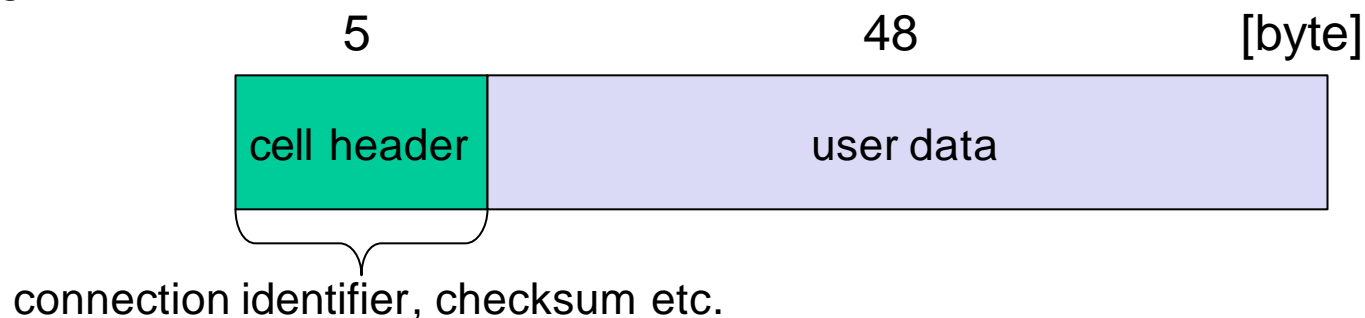 5 48 [byte]
cell header user data
connection identifier, checksum etc.